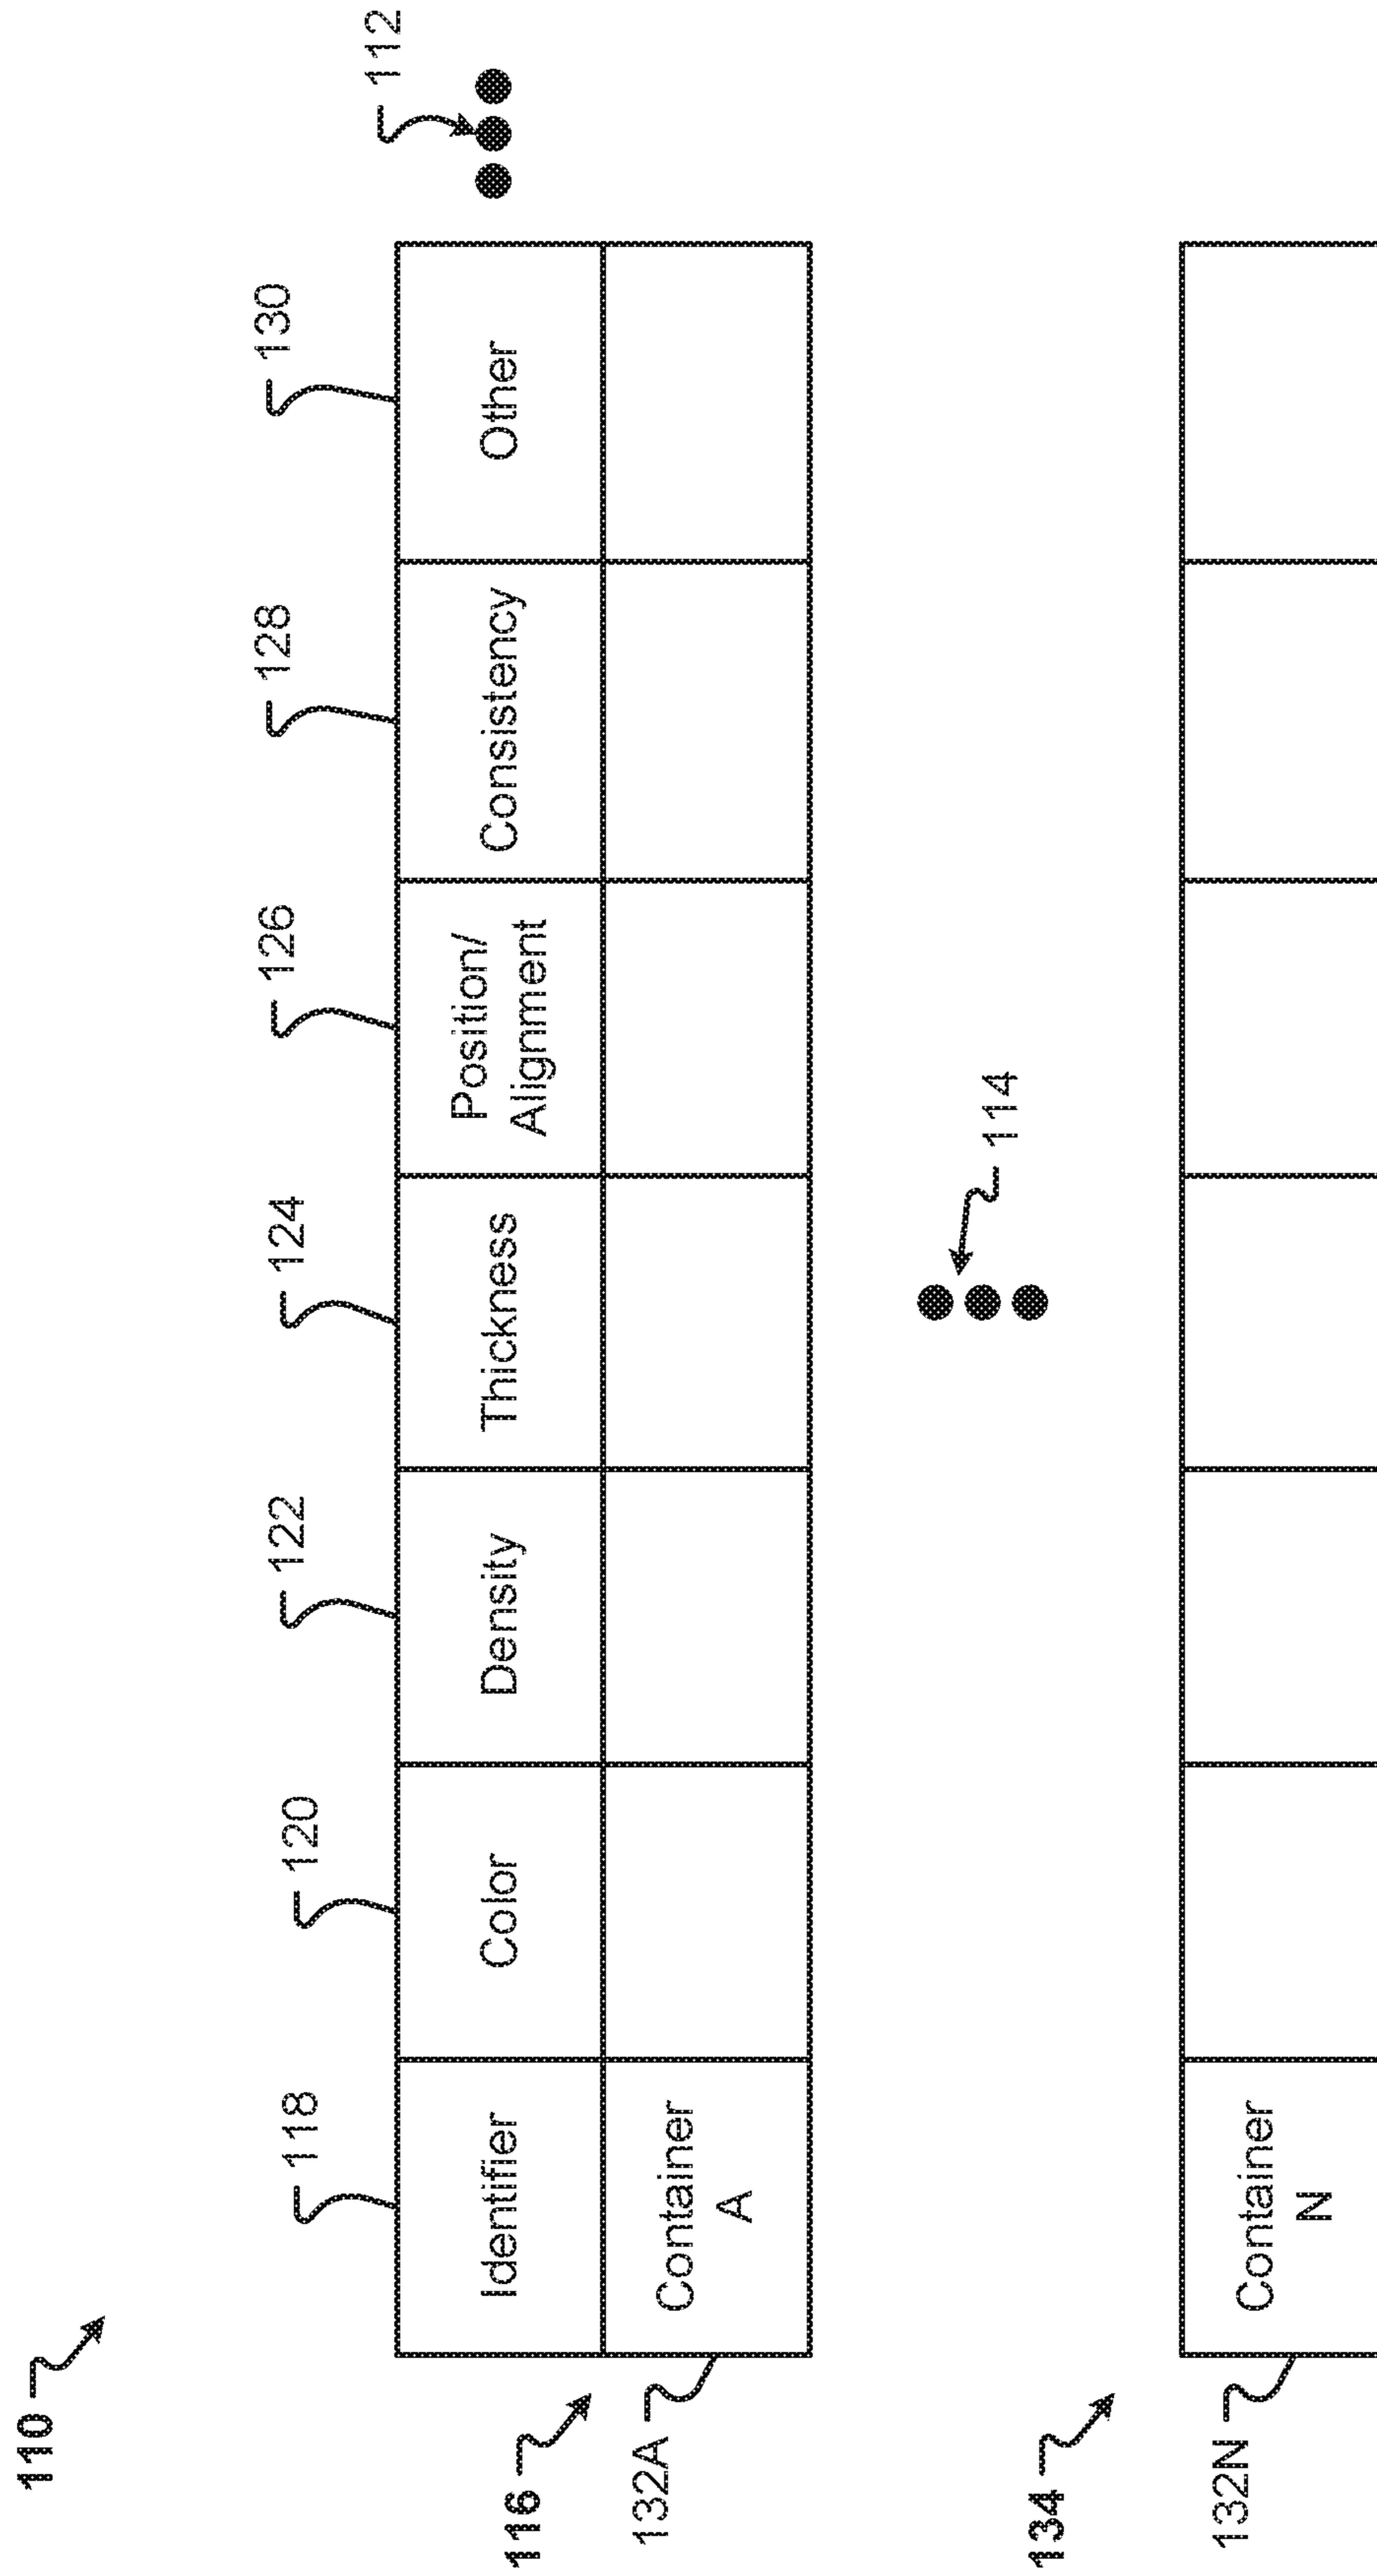 110
112
118
120
122
124
126
128
130
Identifier
Color
Density
Thickness
Position/
Alignment
Consistency
Other
116
132A
Container
A
114
134
132N
Container
N